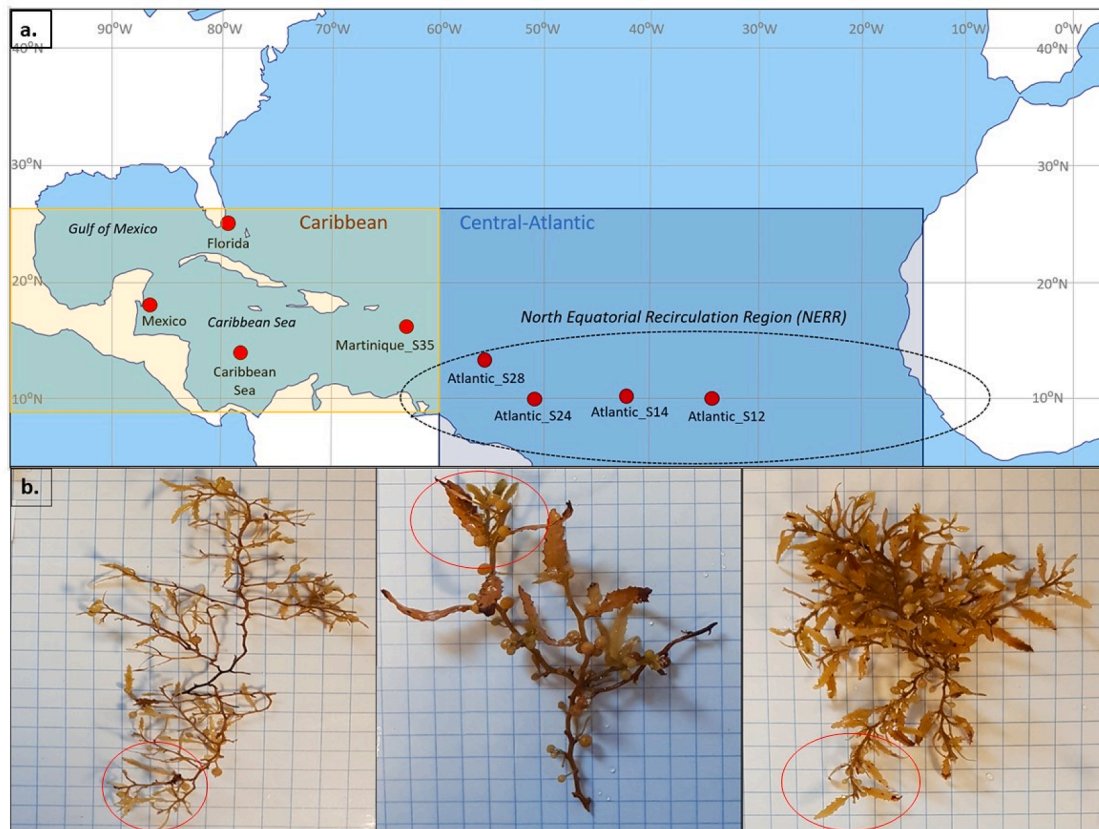 a.
90°W 80°W 70°W 60°W 50°W 40°W 30°W 20°W 10°W 0°W
40°N 40°N
30°N 30°N
Gulf of Mexico Caribbean Central-Atlantic
Florida
20°N 20°N
Mexico Caribbean Sea North Equatorial Recirculation Region (NERR)
Martinique_S35
Caribbean
Sea
Atlantic_S28
10°N 10°N
Atlantic_S24 Atlantic_S14 Atlantic_S12
b.